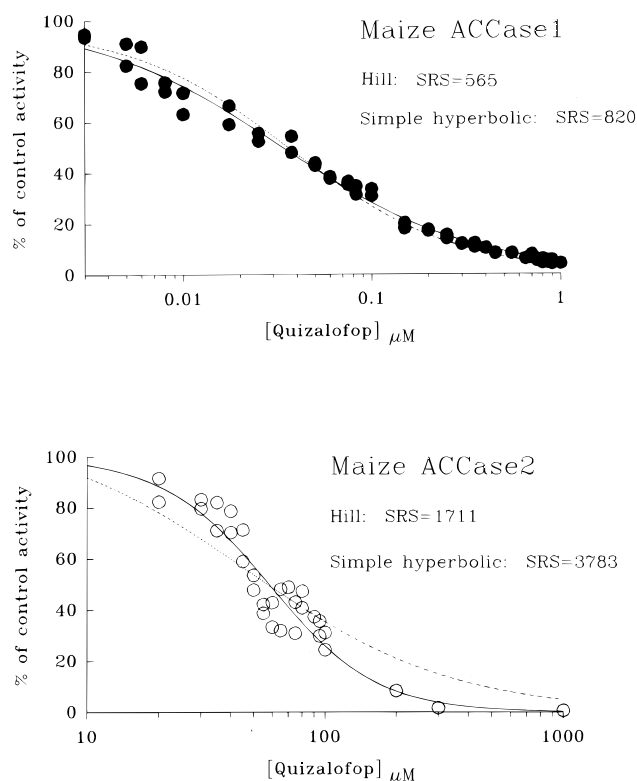 Maize ACCase1
Hill: SRS=565
Simple hyperbolic: SRS=820
% of control activity
100
80
60
40
20
0
0.01
0.1
1
[Quizalofop] μM
Maize ACCase2
Hill: SRS=1711
Simple hyperbolic: SRS=3783
% of control activity
100
80
60
40
20
0
10
100
1000
[Quizalofop] μM